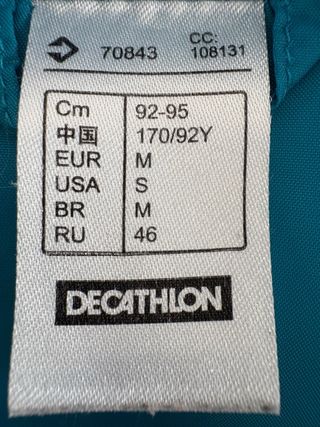 70843 CC: 108131
Cm 92-95
中国 170/92Y
EUR M
USA S
BR M
RU 46
DECATHLON